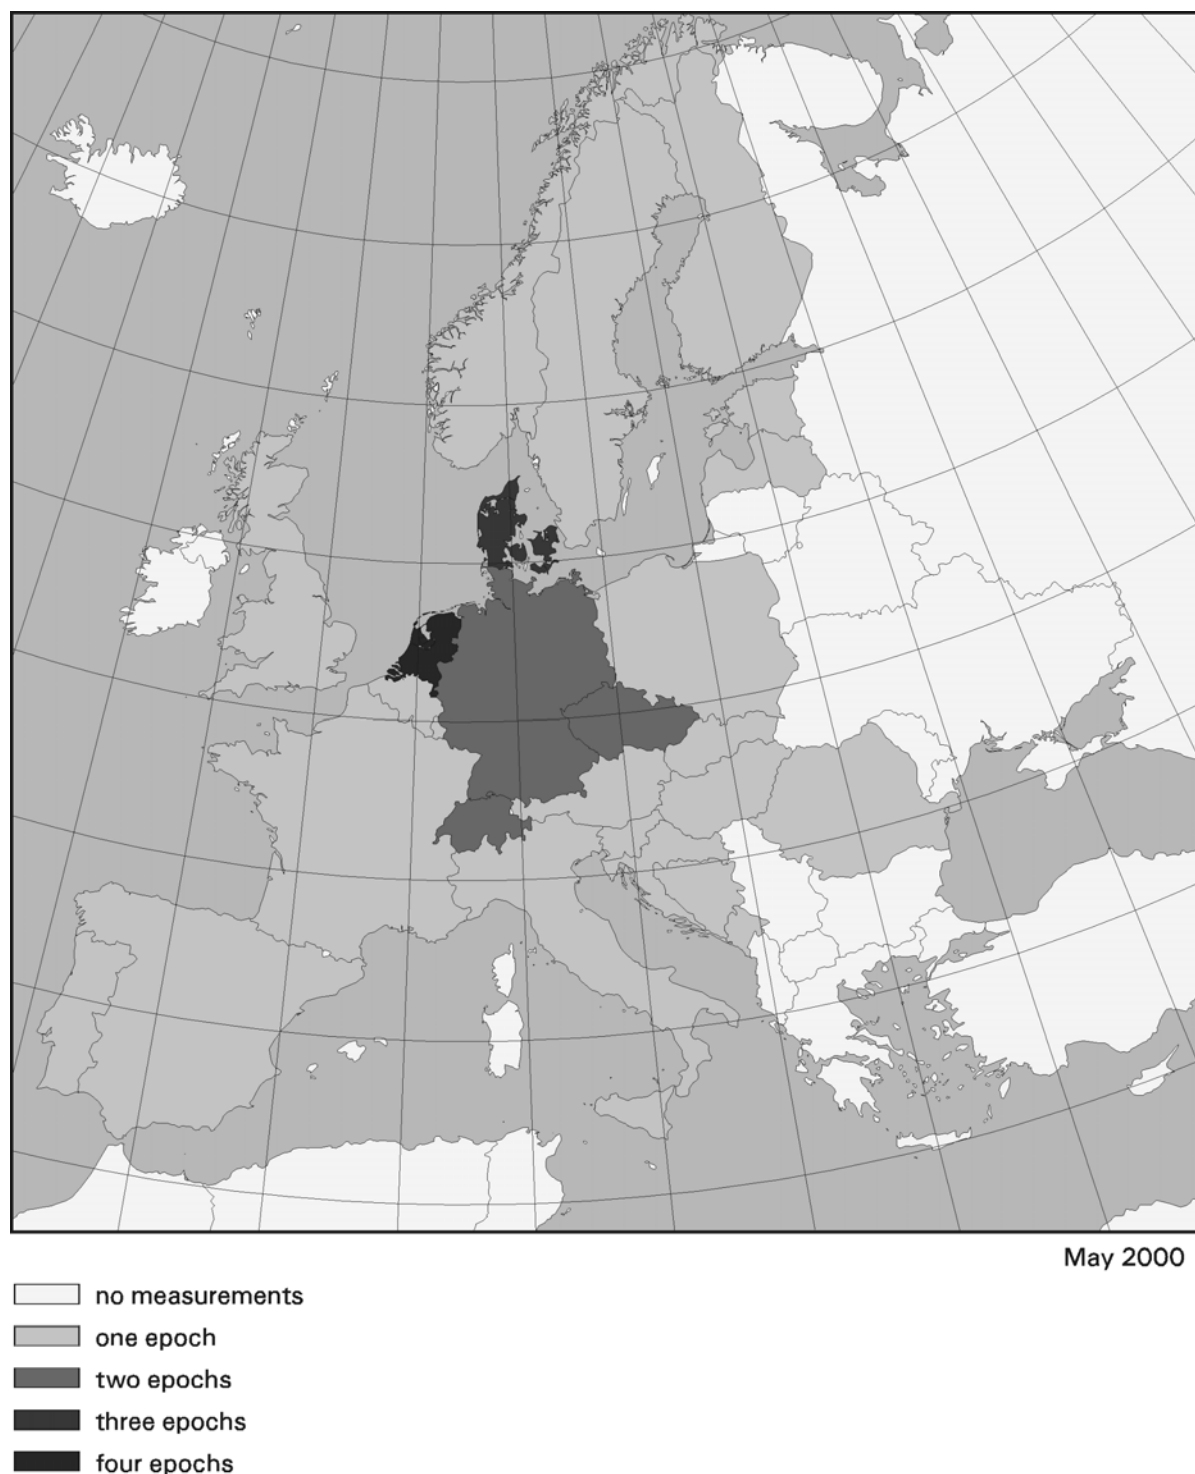 May 2000
no measurements
one epoch
two epochs
three epochs
four epochs